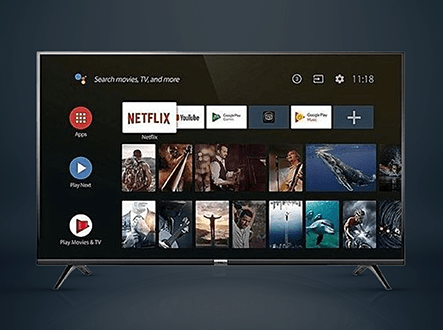 Search movies, TV, and more
11:18
Apps
NETFLIX
YouTube
Google Play
Games
Google Play
Music
Netflix
Play Next
Play Movies & TV